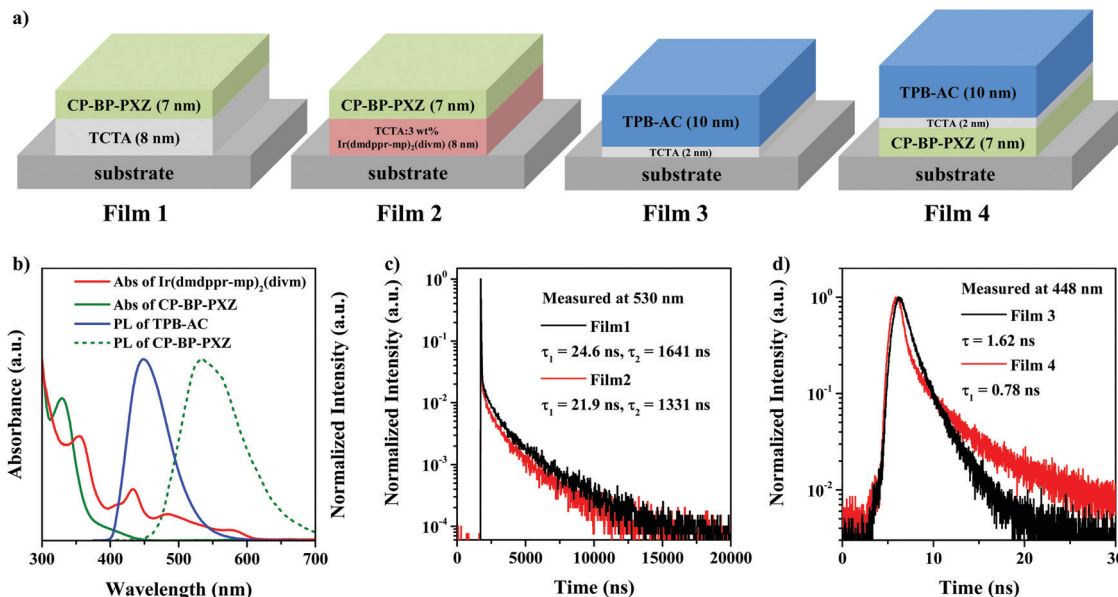 a)
CP-BP-PXZ (7 nm)
TCTA (8 nm)
substrate
Film 1
CP-BP-PXZ (7 nm)
TCTA:3 wt%
Ir(dmdppr-mp)2(divm) (8 nm)
substrate
Film 2
TPB-AC (10 nm)
TCTA (2 nm)
substrate
Film 3
TPB-AC (10 nm)
TCTA (2 nm)
CP-BP-PXZ (7 nm)
substrate
Film 4
b)
Abs of Ir(dmdppr-mp)2(divm)
Abs of CP-BP-PXZ
PL of TPB-AC
PL of CP-BP-PXZ
Absorbance (a.u.)
Normalized Intensity (a.u.)
300 400 500 600 700
Wavelength (nm)
c)
Measured at 530 nm
Film1
τ1 = 24.6 ns, τ2 = 1641 ns
Film2
τ1 = 21.9 ns, τ2 = 1331 ns
Normalized Intensity (a.u.)
10^0
10^-1
10^-2
10^-3
10^-4
0 5000 10000 15000 20000
Time (ns)
d)
Measured at 448 nm
Film 3
τ = 1.62 ns
Film 4
τ1 = 0.78 ns
Normalized Intensity (a.u.)
10^0
10^-1
10^-2
0 10 20 30
Time (ns)